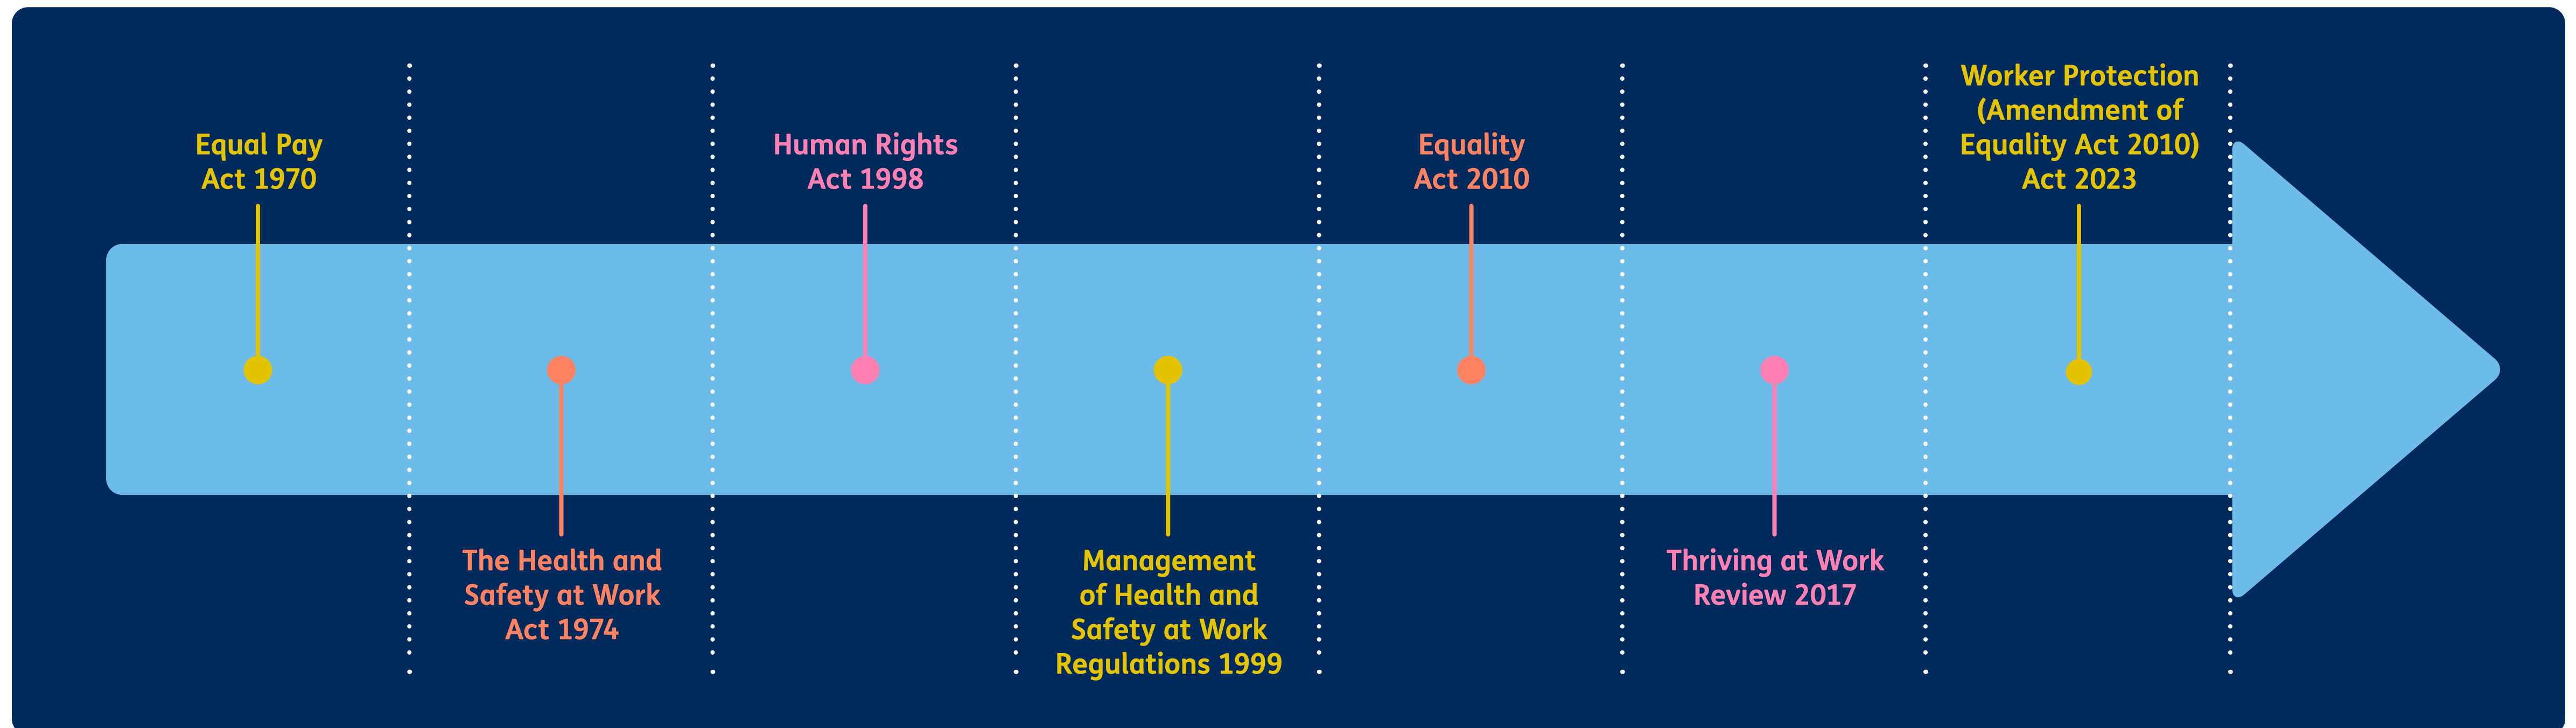 Equal Pay
Act 1970
The Health and
Safety at Work
Act 1974
Human Rights
Act 1998
Management
of Health and
Safety at Work
Regulations 1999
Equality
Act 2010
Thriving at Work
Review 2017
Worker Protection
(Amendment of
Equality Act 2010)
Act 2023